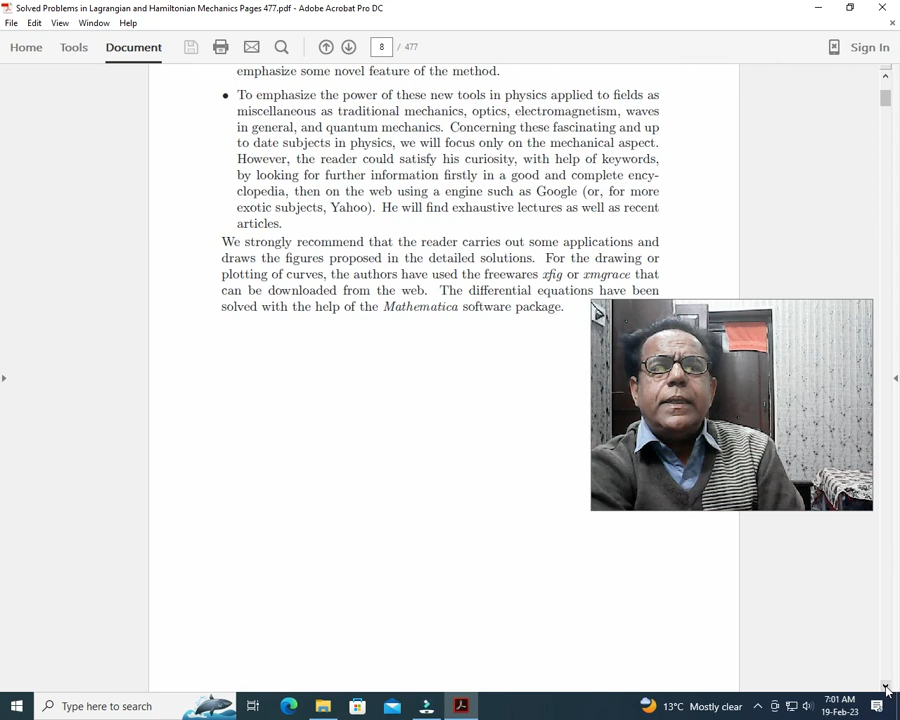 Solved Problems in Lagrangian and Hamiltonian Mechanics Pages 477.pdf - Adobe Acrobat Pro DC
File Edit View Window Help
Home Tools Document 8 / 477 Sign In
emphasize some novel feature of the method.
• To emphasize the power of these new tools in physics applied to fields as
miscellaneous as traditional mechanics, optics, electromagnetism, waves
in general, and quantum mechanics. Concerning these fascinating and up
to date subjects in physics, we will focus only on the mechanical aspect.
However, the reader could satisfy his curiosity, with help of keywords,
by looking for further information firstly in a good and complete ency-
clopedia, then on the web using a engine such as Google (or, for more
exotic subjects, Yahoo). He will find exhaustive lectures as well as recent
articles.
We strongly recommend that the reader carries out some applications and
draws the figures proposed in the detailed solutions. For the drawing or
plotting of curves, the authors have used the freewares xfig or xmgrace that
can be downloaded from the web. The differential equations have been
solved with the help of the Mathematica software package.
Type here to search
13°C Mostly clear
7:01 AM
19-Feb-23